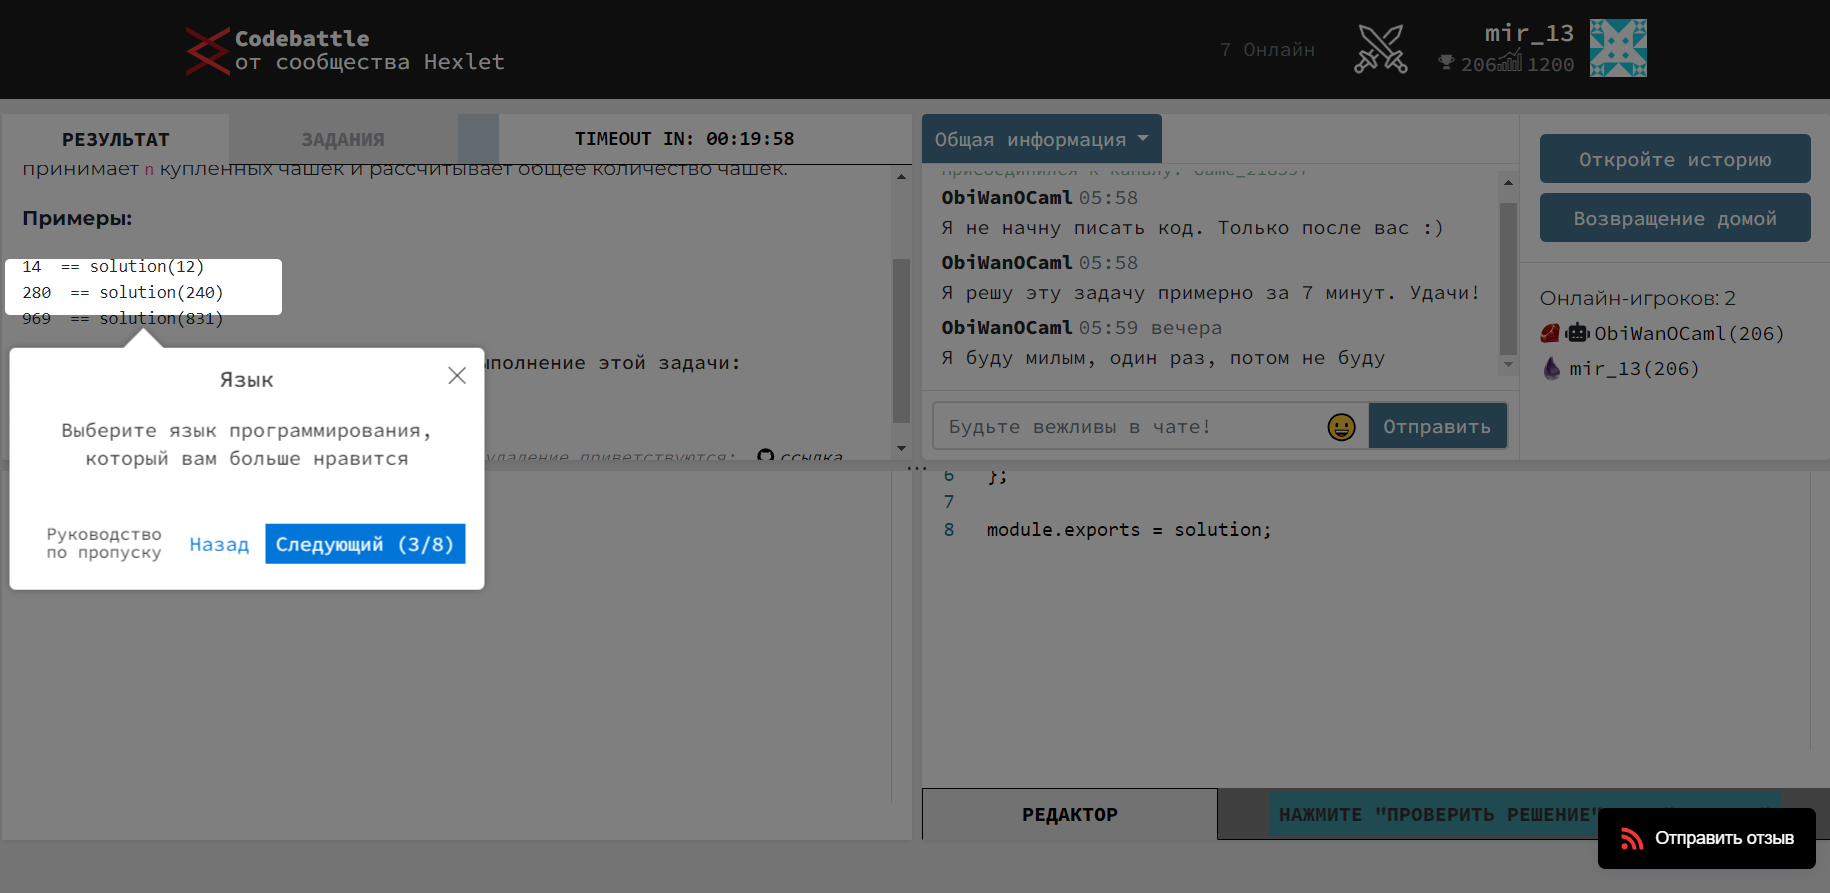 Codebattle
от сообщества Hexlet
7 Онлайн
mir_13
206 1200
РЕЗУЛЬТАТ
ЗАДАНИЯ
TIMEOUT IN: 00:19:58
принимает n купленных чашек и рассчитывает общее количество чашек.
Примеры:
14 == solution(12)
280 == solution(240)
969 == solution(831)
ыполнение этой задачи:
удаление приветствуются: ссылка
Язык
Выберите язык программирования,
который вам больше нравится
Руководство
по пропуску
Назад
Следующий (3/8)
Общая информация
присоединился к каналу: Game_218597
ObiWanOCaml 05:58
Я не начну писать код. Только после вас :)
ObiWanOCaml 05:58
Я решу эту задачу примерно за 7 минут. Удачи!
ObiWanOCaml 05:59 вечера
Я буду милым, один раз, потом не буду
Будьте вежливы в чате!
Отправить
Откройте историю
Возвращение домой
Онлайн-игроков: 2
ObiWanOCaml(206)
mir_13(206)
6 };
7
8 module.exports = solution;
РЕДАКТОР
НАЖМИТЕ "ПРОВЕРИТЬ РЕШЕНИЕ"
Отправить отзыв